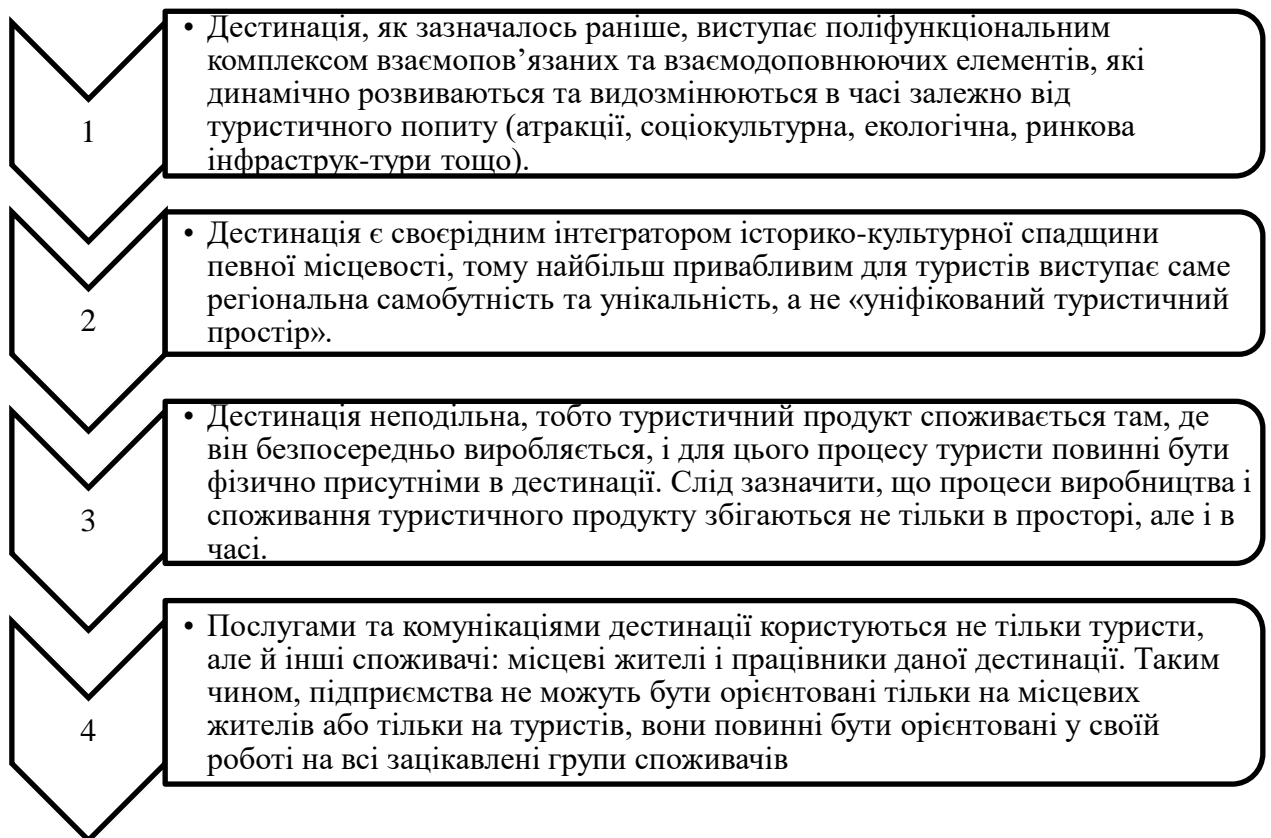 1
• Дестинація, як зазначалось раніше, виступає поліфункціональним
комплексом взаємопов’язаних та взаємодоповнюючих елементів, які
динамічно розвиваються та видозмінюються в часі залежно від
туристичного попиту (атракції, соціокультурна, екологічна, ринкова
інфраструк-тури тощо).
2
• Дестинація є своєрідним інтегратором історико-культурної спадщини
певної місцевості, тому найбільш привабливим для туристів виступає саме
регіональна самобутність та унікальність, а не «уніфікований туристичний
простір».
3
• Дестинація неподільна, тобто туристичний продукт споживається там, де
він безпосередньо виробляється, і для цього процесу туристи повинні бути
фізично присутніми в дестинації. Слід зазначити, що процеси виробництва і
споживання туристичного продукту збігаються не тільки в просторі, але і в
часі.
4
• Послугами та комунікаціями дестинації користуються не тільки туристи,
але й інші споживачі: місцеві жителі і працівники даної дестинації. Таким
чином, підприємства не можуть бути орієнтовані тільки на місцевих
жителів або тільки на туристів, вони повинні бути орієнтовані у своїй
роботі на всі зацікавлені групи споживачів